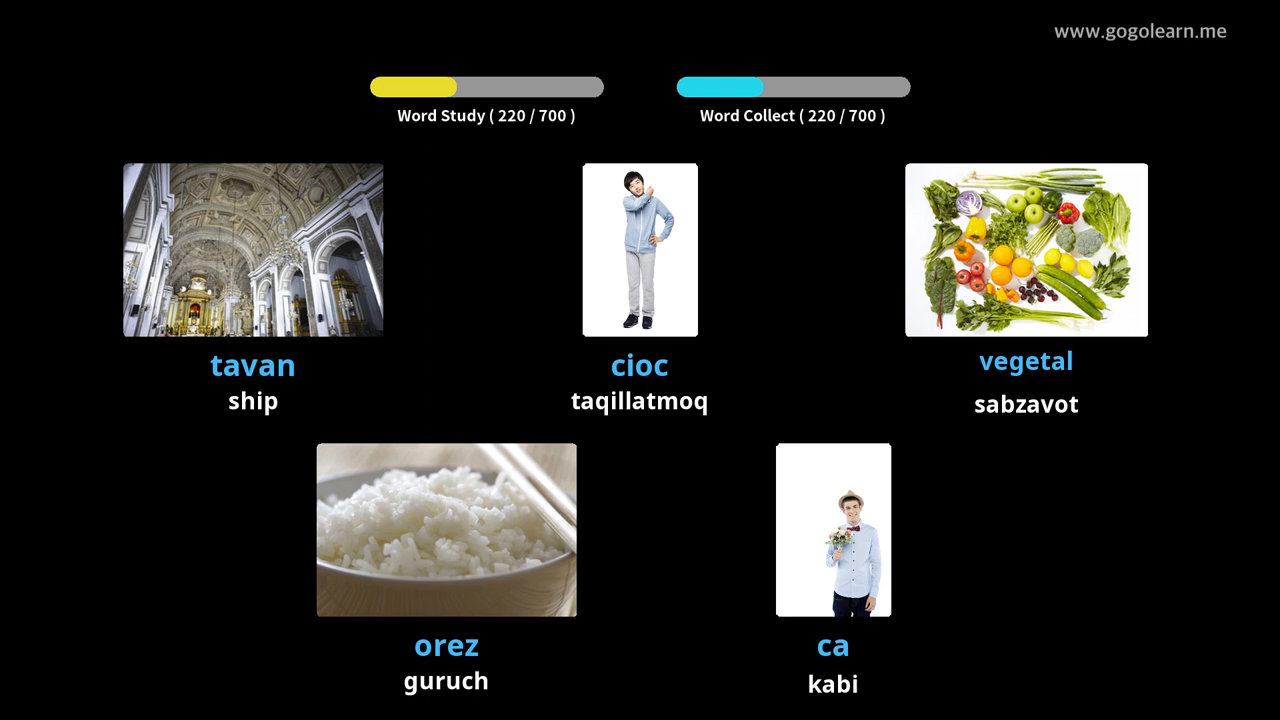 www.gogolearn.me
Word Study ( 220 / 700 )
Word Collect ( 220 / 700 )
tavan
ship
cioc
taqillatmoq
vegetal
sabzavot
orez
guruch
ca
kabi